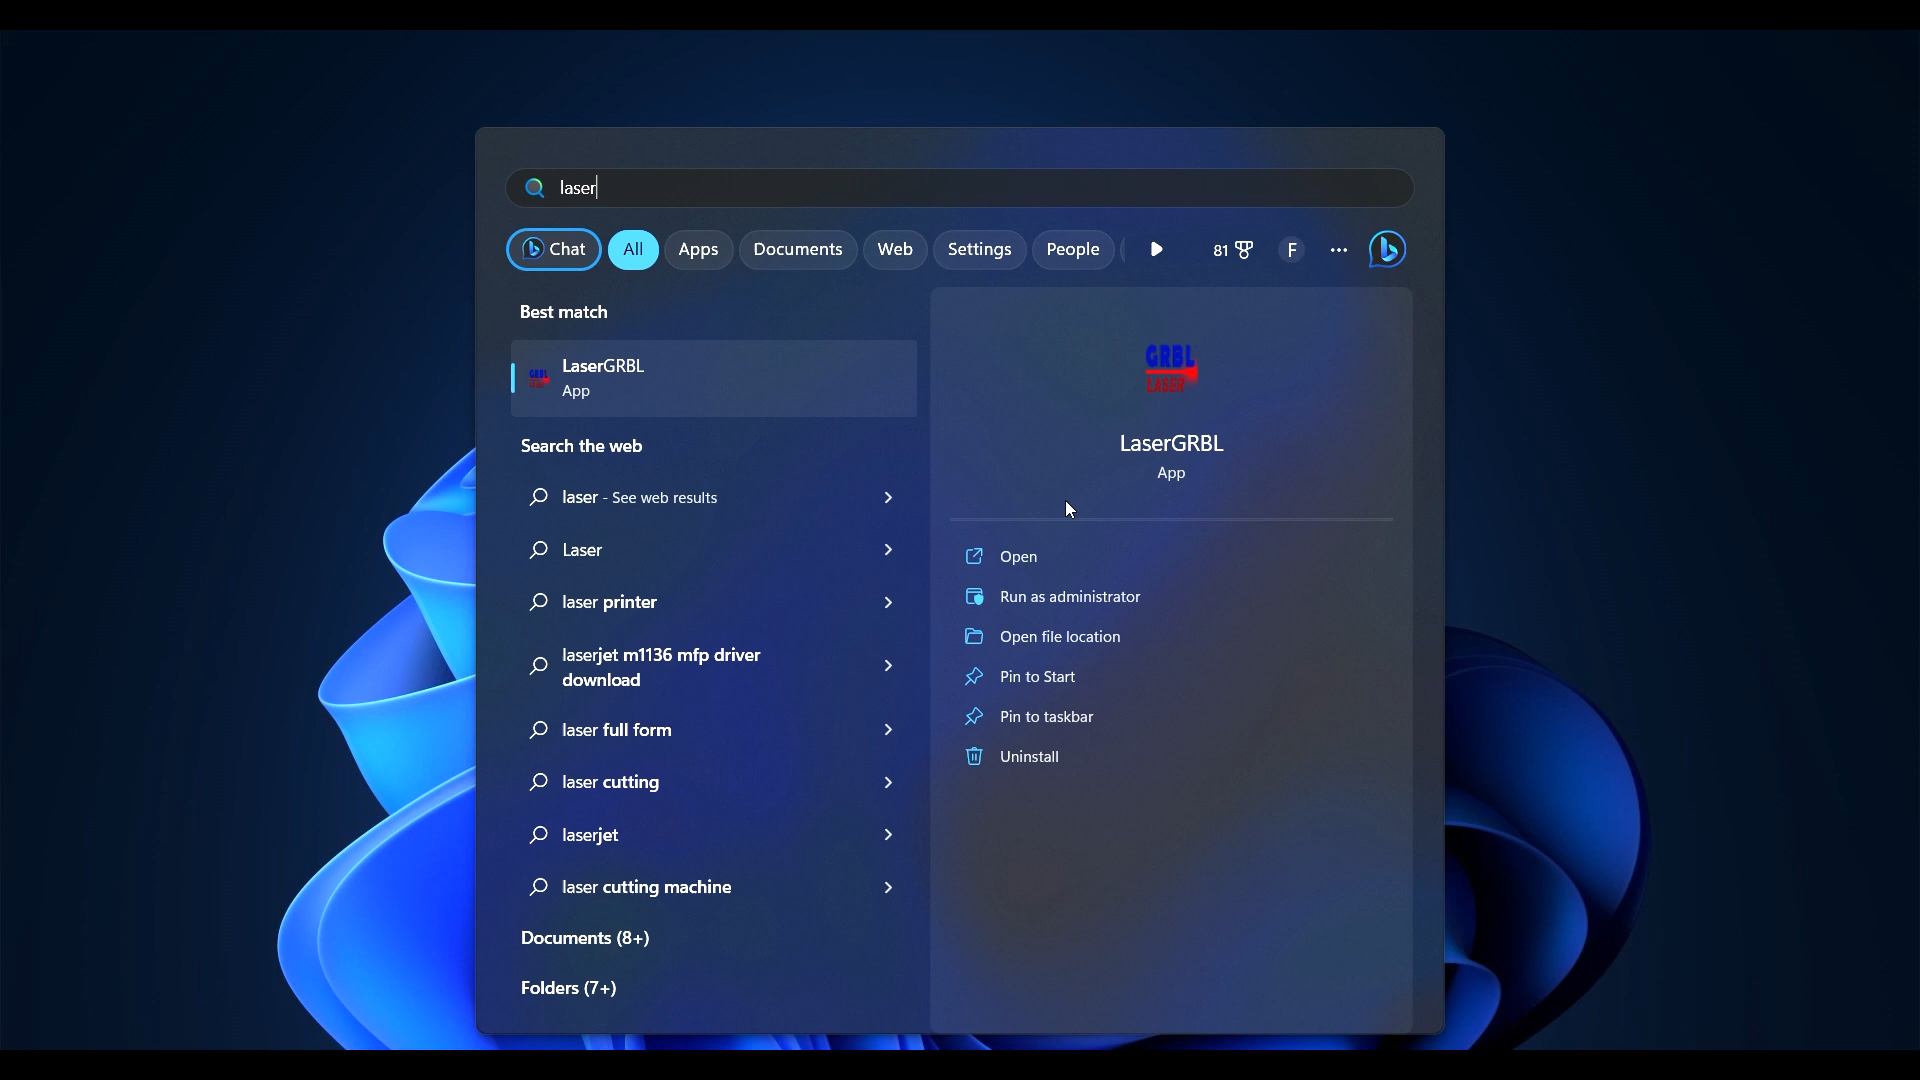 laser
Chat
All
Apps
Documents
Web
Settings
People
81
F
Best match
LaserGRBL
App
Search the web
laser - See web results
Laser
laser printer
laserjet m1136 mfp driver
download
laser full form
laser cutting
laserjet
laser cutting machine
Documents (8+)
Folders (7+)
GRBL
LASER
LaserGRBL
App
Open
Run as administrator
Open file location
Pin to Start
Pin to taskbar
Uninstall